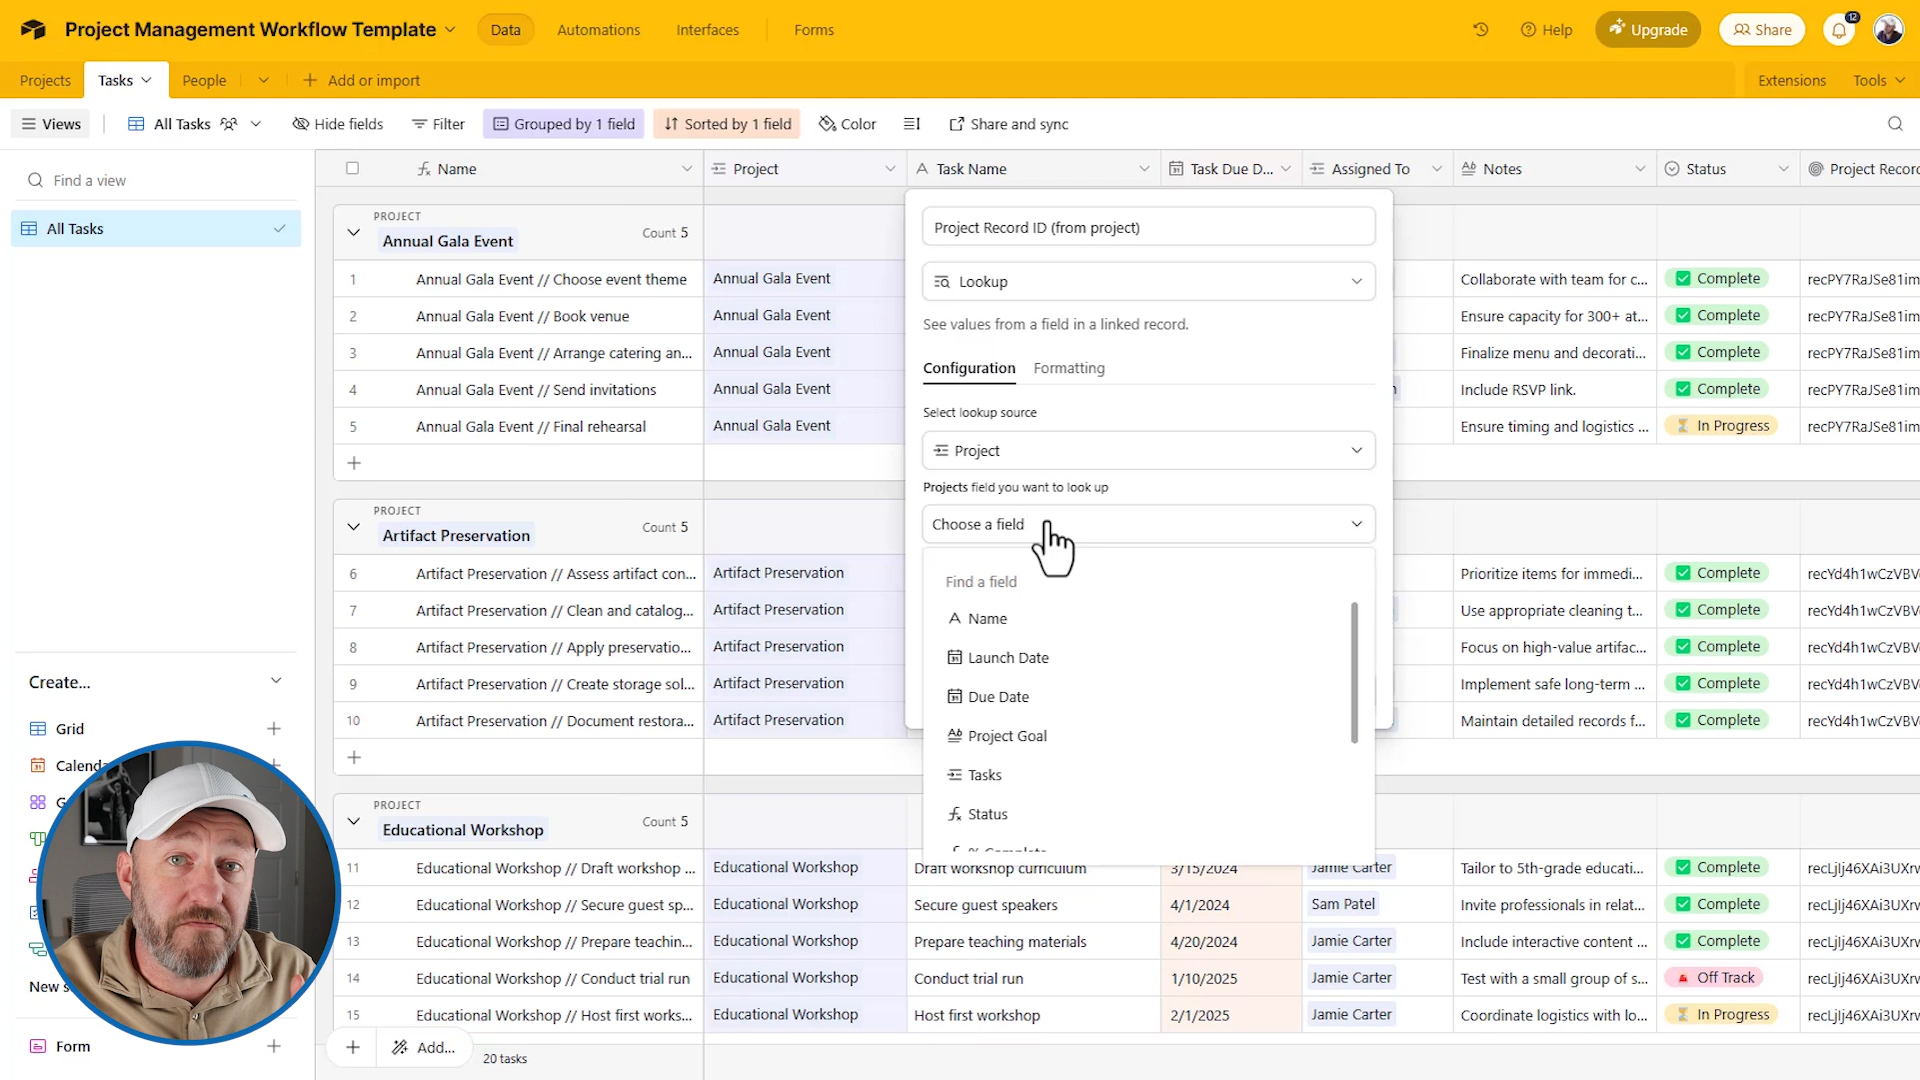 Project Management Workflow Template
Data
Automations
Interfaces
Forms
Help
Upgrade
Share
12
Projects
Tasks
People
Add or import
Extensions
Tools
Views
All Tasks
Hide fields
Filter
Grouped by 1 field
Sorted by 1 field
Color
Share and sync
Find a view
All Tasks
Create...
Grid
Form
Name
Project
Task Name
Task Due D...
Assigned To
Notes
Status
Project Recor
PROJECT
Annual Gala Event
Count 5
1 Annual Gala Event // Choose event theme Annual Gala Event Collaborate with team for c... Complete recPY7RaJSe81im
2 Annual Gala Event // Book venue Annual Gala Event Ensure capacity for 300+ at... Complete recPY7RaJSe81im
3 Annual Gala Event // Arrange catering an... Annual Gala Event Finalize menu and decorati... Complete recPY7RaJSe81im
4 Annual Gala Event // Send invitations Annual Gala Event Include RSVP link. Complete recPY7RaJSe81im
5 Annual Gala Event // Final rehearsal Annual Gala Event Ensure timing and logistics ... In Progress recPY7RaJSe81im
PROJECT
Artifact Preservation
Count 5
6 Artifact Preservation // Assess artifact con... Artifact Preservation Prioritize items for immedi... Complete recYd4h1wCzVBV
7 Artifact Preservation // Clean and catalog... Artifact Preservation Use appropriate cleaning t... Complete recYd4h1wCzVBV
8 Artifact Preservation // Apply preservatio... Artifact Preservation Focus on high-value artifac... Complete recYd4h1wCzVBV
9 Artifact Preservation // Create storage sol... Artifact Preservation Implement safe long-term ... Complete recYd4h1wCzVBV
10 Artifact Preservation // Document restora... Artifact Preservation Maintain detailed records f... Complete recYd4h1wCzVBV
PROJECT
Educational Workshop
Count 5
11 Educational Workshop // Draft workshop ... Educational Workshop Draft workshop curriculum 3/15/2024 Jamie Carter Tailor to 5th-grade educati... Complete
12 Educational Workshop // Secure guest sp... Educational Workshop Secure guest speakers 4/1/2024 Sam Patel Invite professionals in relat... Complete
13 Educational Workshop // Prepare teachin... Educational Workshop Prepare teaching materials 4/20/2024 Jamie Carter Include interactive content ... Complete
14 Educational Workshop // Conduct trial run Educational Workshop Conduct trial run 1/10/2025 Jamie Carter Test with a small group of s... Off Track
15 Educational Workshop // Host first works... Educational Workshop Host first workshop 2/1/2025 Jamie Carter Coordinate logistics with lo... In Progress
Add...
20 tasks
Project Record ID (from project)
Lookup
See values from a field in a linked record.
Configuration
Formatting
Select lookup source
Project
Projects field you want to look up
Choose a field
Find a field
Name
Launch Date
Due Date
Project Goal
Tasks
Status